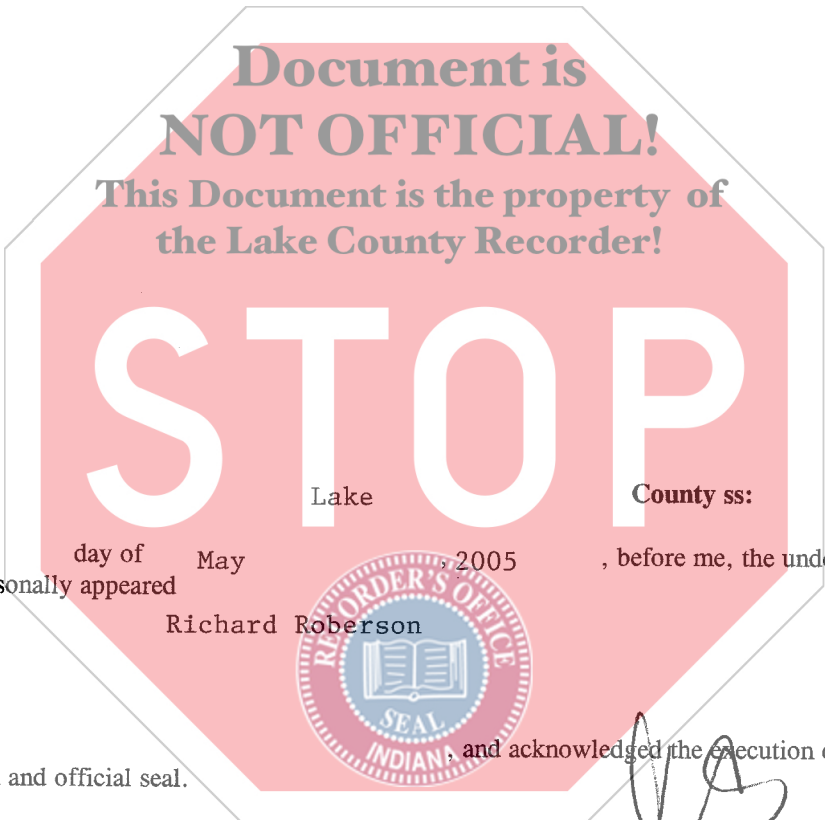 Document is
NOT OFFICIAL!
This Document is the property of
the Lake County Recorder!
STOP
Lake County ss:
day of May , 2005 , before me, the
appeared
Richard Roberson
RECORDER'S OFFICE
SEAL
INDIANA
, and acknowledged the execution
and official seal.